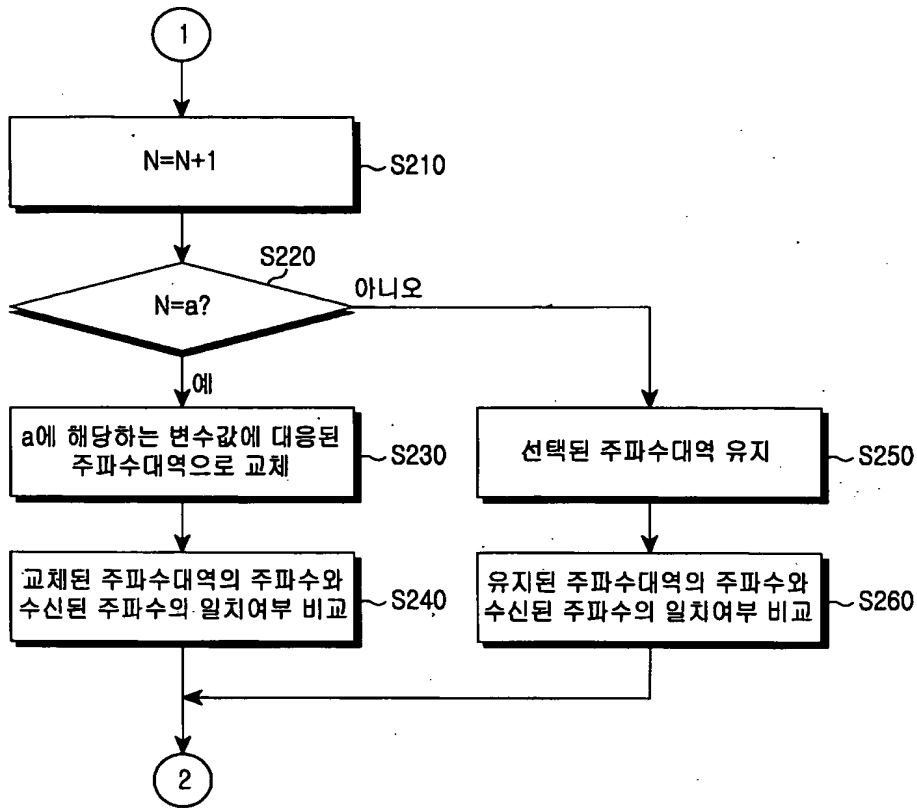 1
N=N+1
S210
S220
N=a?
아니오
예
a에 해당하는 변수값에 대응된
주파수대역으로 교체
S230
선택된 주파수대역 유지
S250
교체된 주파수대역의 주파수와
수신된 주파수의 일치여부 비교
S240
유지된 주파수대역의 주파수와
수신된 주파수의 일치여부 비교
S260
2